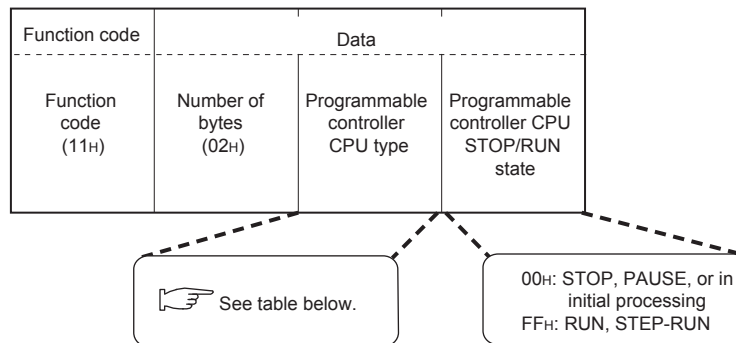 Function code
Data
Function
code
(11H)
Number of
bytes
(02H)
Programmable
controller
CPU type
Programmable
controller CPU
STOP/RUN
state
See table below.
00H: STOP, PAUSE, or in
initial processing
FFH: RUN, STEP-RUN